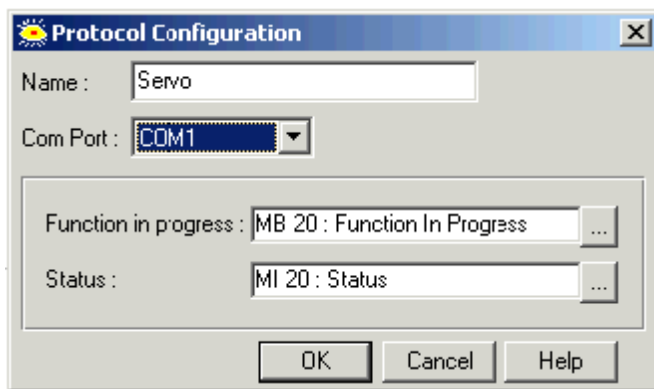 Protocol Configuration
Name : Servo
Com Port : COM1
Function in progress : MB 20 : Function In Progress ...
Status : MI 20 : Status ...
OK Cancel Help